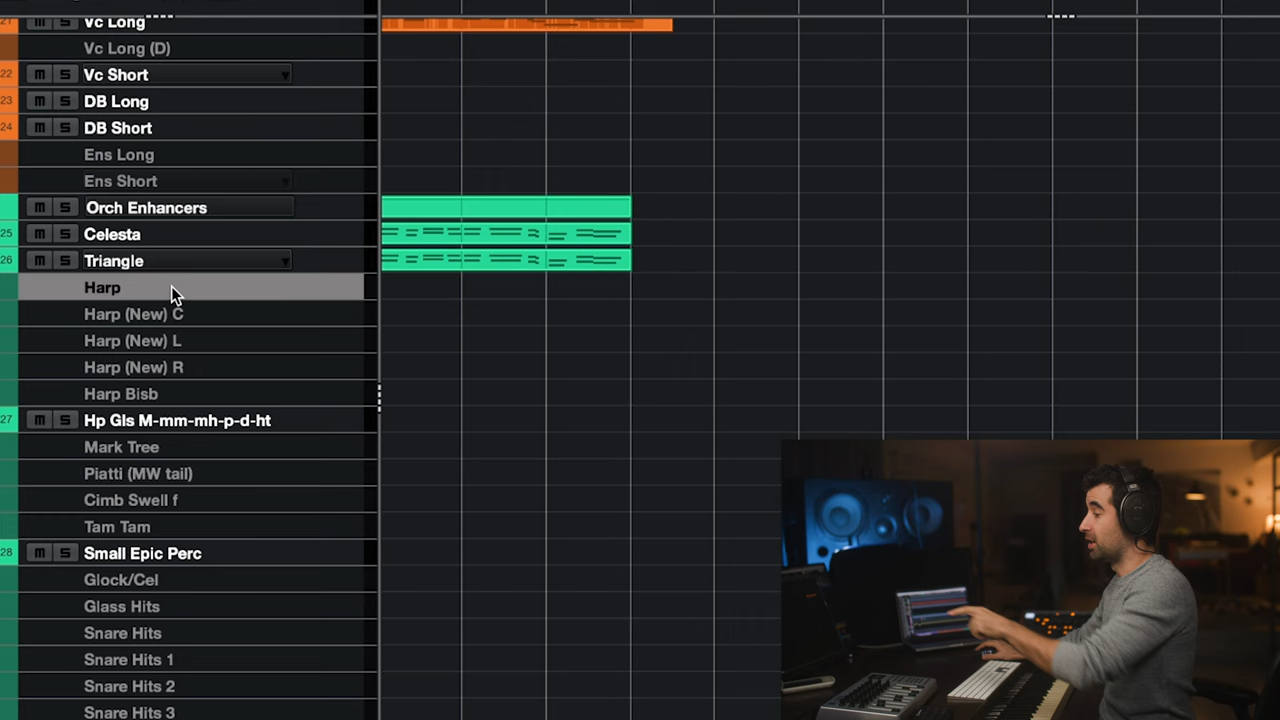 21 Vc Long
Vc Long (D)
22 m S Vc Short
23 m S DB Long
24 m S DB Short
Ens Long
Ens Short
m S Orch Enhancers
25 m S Celesta
26 m S Triangle
Harp
Harp (New) C
Harp (New) L
Harp (New) R
Harp Bisb
27 m S Hp Gls M-mm-mh-p-d-ht
Mark Tree
Piatti (MW tail)
Cimb Swell f
Tam Tam
28 m S Small Epic Perc
Glock/Cel
Glass Hits
Snare Hits
Snare Hits 1
Snare Hits 2
Snare Hits 3